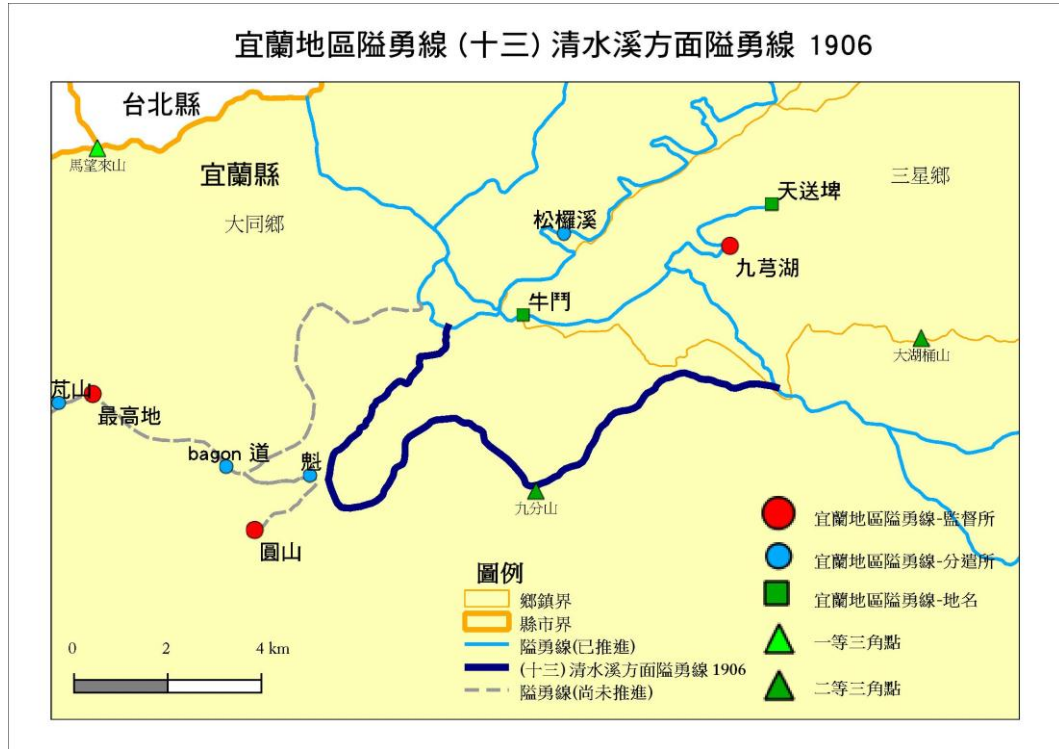 宜蘭地區隘勇線 (十三) 清水溪方面隘勇線 1906
台北縣
馬望來山
宜蘭縣
大同鄉
三星鄉
天送埤
松欏溪
九芎湖
牛鬥
大湖桶山
芃山
最高地
bagon 道
魁
九分山
圓山
圖例
鄉鎮界
縣市界
隘勇線(已推進)
(十三) 清水溪方面隘勇線 1906
隘勇線(尚未推進)
宜蘭地區隘勇線-監督所
宜蘭地區隘勇線-分遣所
宜蘭地區隘勇線-地名
一等三角點
二等三角點
0 2 4 km